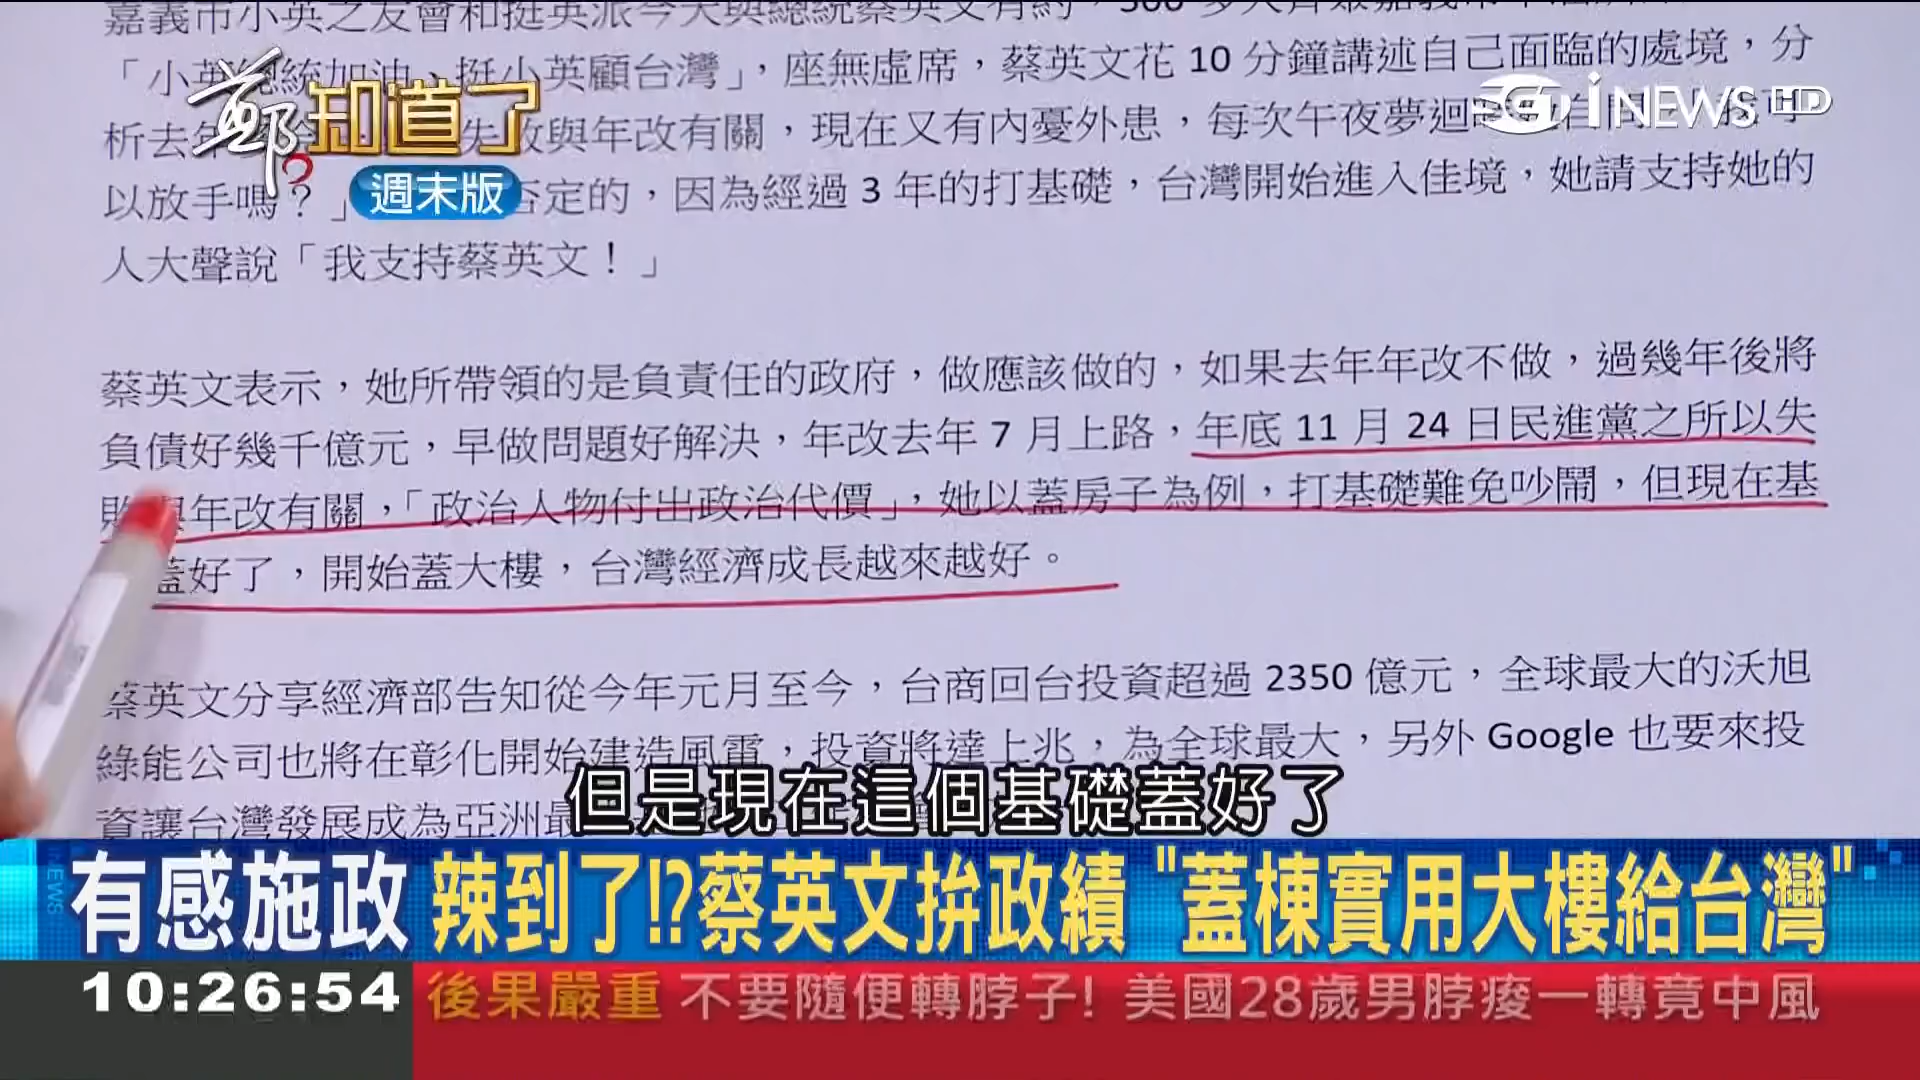 嘉義市小英之友會和挺英派今天與總統蔡英文有約，500
「小英總統加油、挺小英顧台灣」，座無虛席，蔡英文花 10 分鐘講述自己面臨的處境，分
析去年 失敗與年改有關，現在又有內憂外患，每次午夜夢迴 自問
以放手嗎？」 否定的，因為經過 3 年的打基礎，台灣開始進入佳境，她請支持她的
人大聲說「我支持蔡英文！」
鄭知道了
週末版
iNEWS HD
蔡英文表示，她所帶領的是負責任的政府，做應該做的，如果去年年改不做，過幾年後將
負債好幾千億元，早做問題好解決，年改去年 7 月上路，年底 11 月 24 日民進黨之所以失
敗與年改有關，「政治人物付出政治代價」，她以蓋房子為例，打基礎難免吵鬧，但現在基
蓋好了，開始蓋大樓，台灣經濟成長越來越好。
蔡英文分享經濟部告知從今年元月至今，台商回台投資超過 2350 億元，全球最大的沃旭
綠能公司也將在彰化開始建造風電，投資將達上兆，為全球最大，另外 Google 也要來投
資讓台灣發展成為亞洲最
但是現在這個基礎蓋好了
NEWS
有感施政 辣到了!?蔡英文拚政績 "蓋棟實用大樓給台灣"
10:26:54 後果嚴重 不要隨便轉脖子! 美國28歲男脖痠一轉竟中風